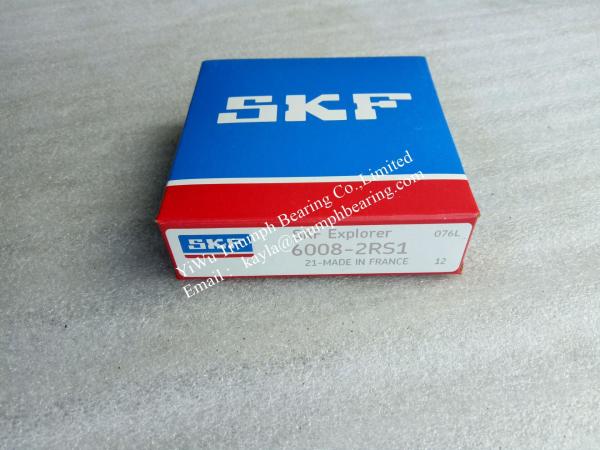 SKF
SKF
SKF Explorer
076L
6008-2RS1
21-MADE IN FRANCE
12
YiWu Triumph Bearing Co.,Limited
Email : kayla@triumphbearing.com